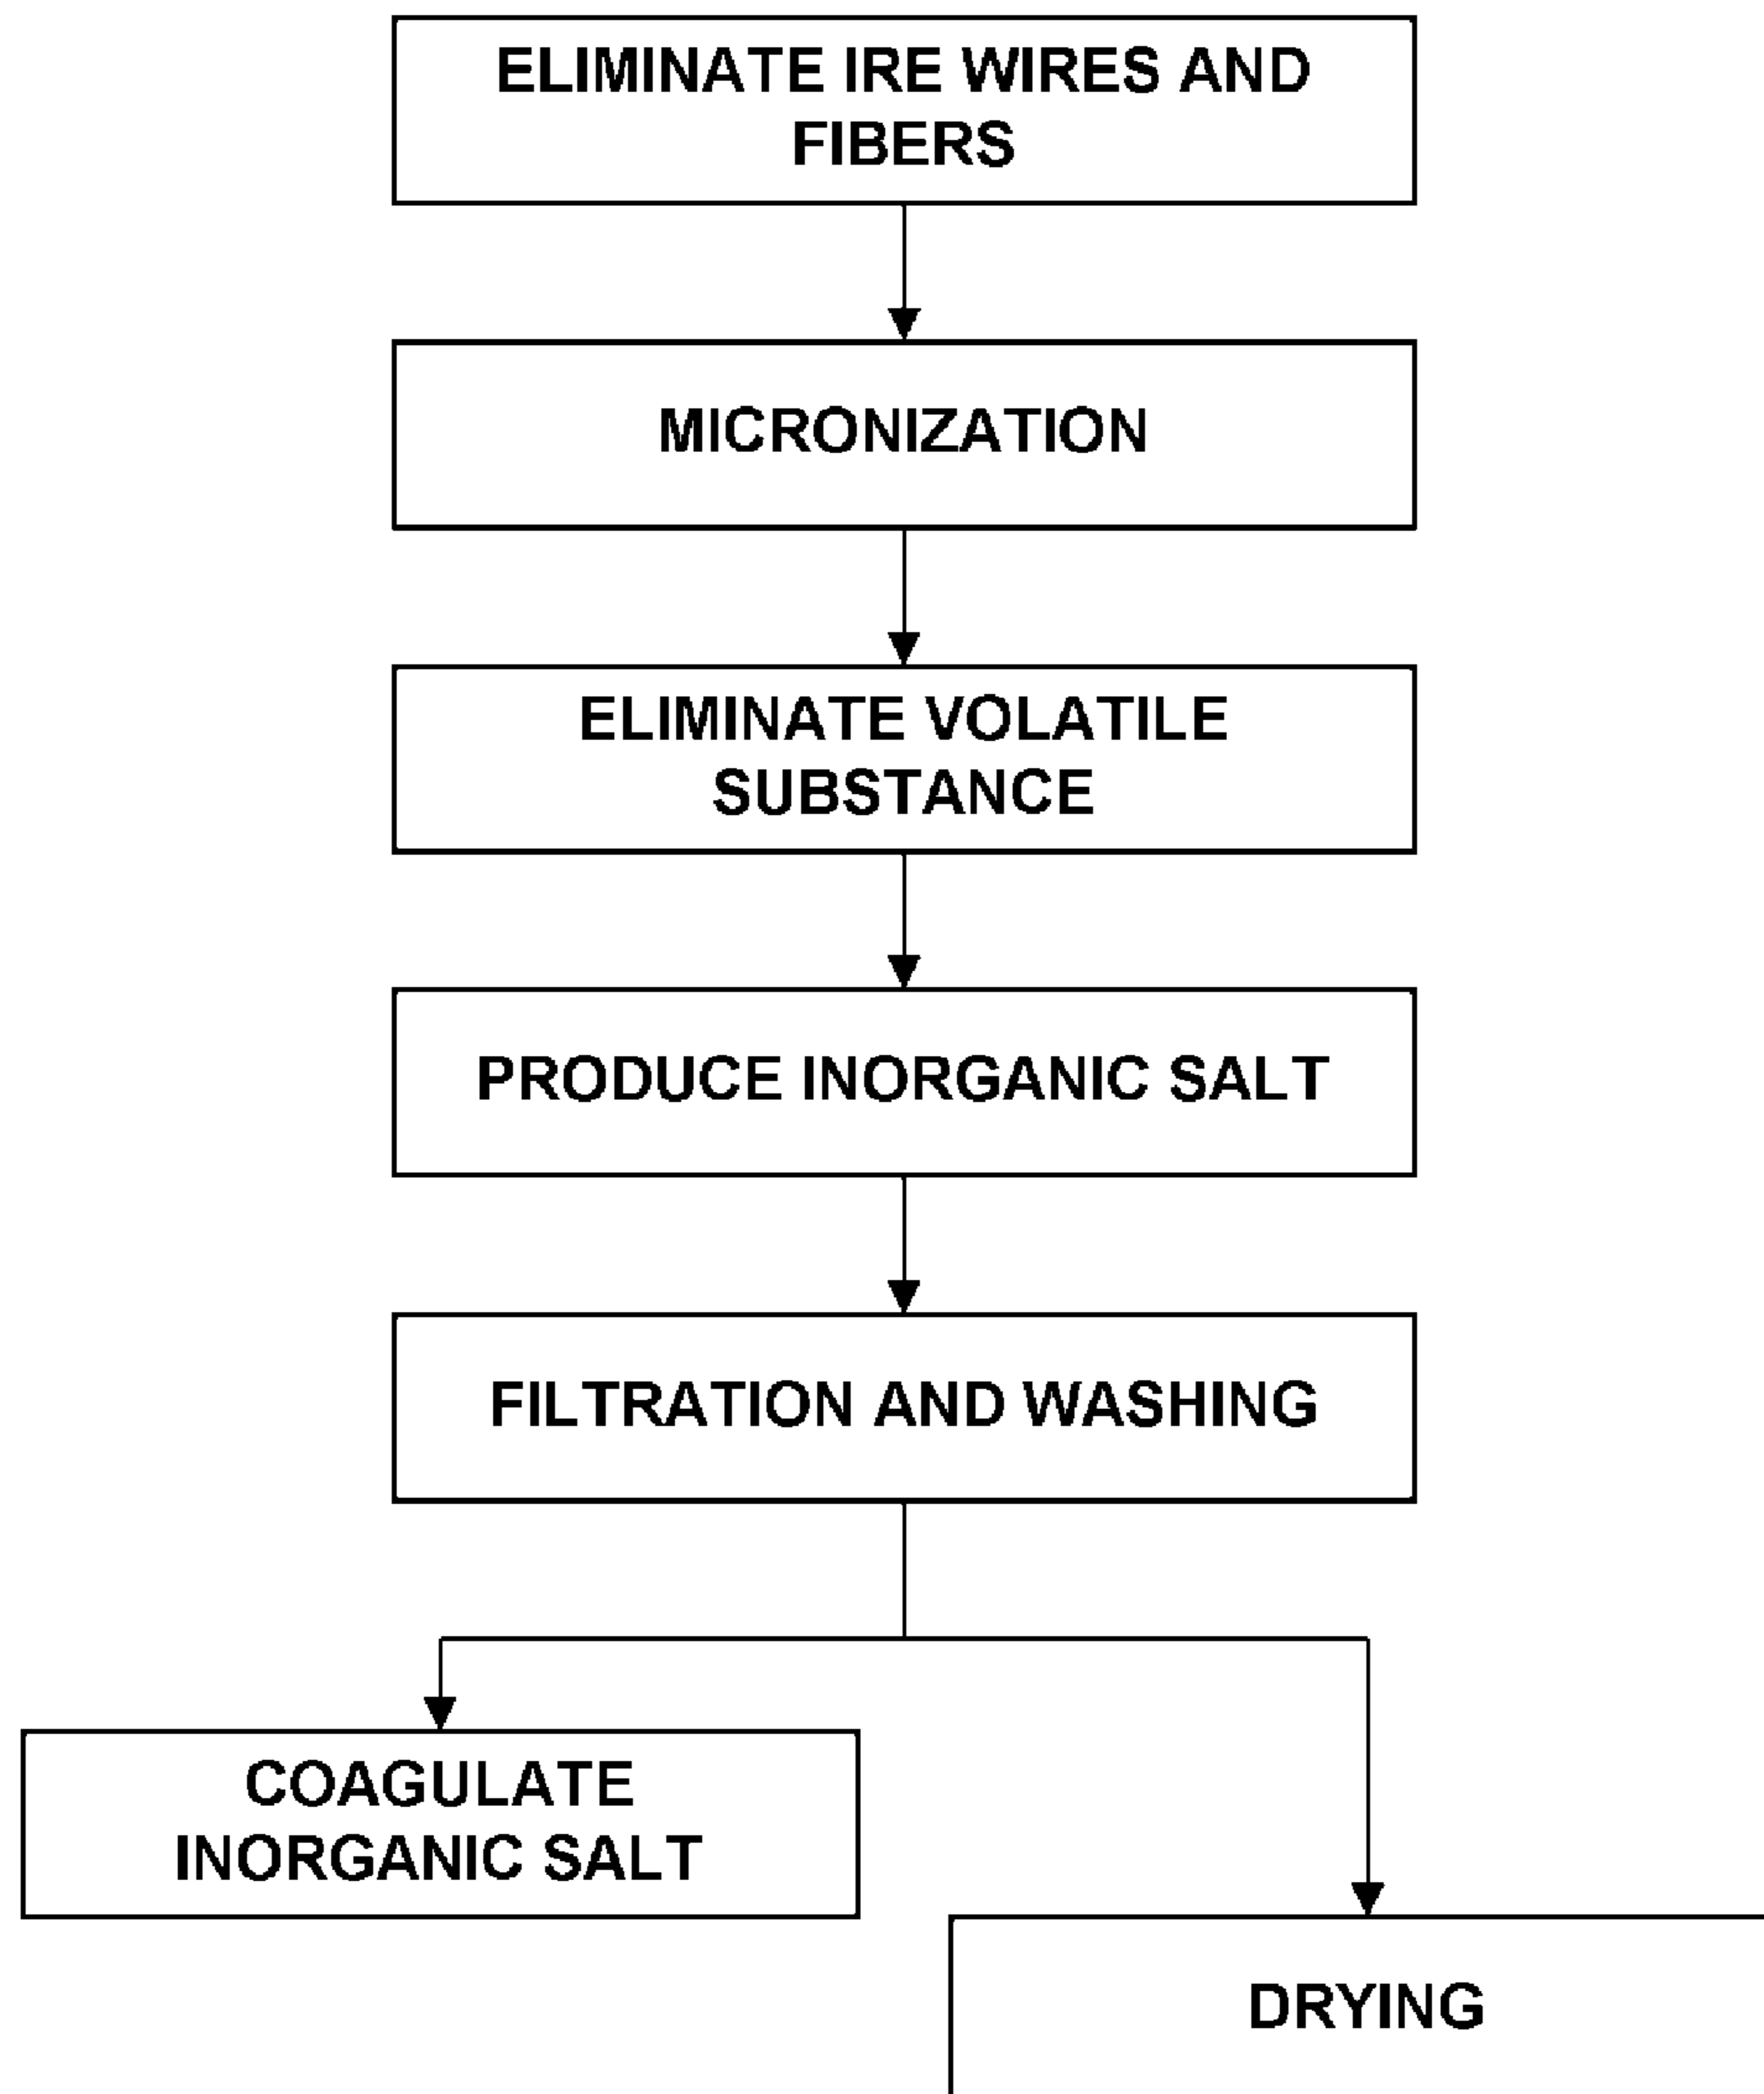 ELIMINATE IRE WIRES AND
FIBERS
MICRONIZATION
ELIMINATE VOLATILE
SUBSTANCE
PRODUCE INORGANIC SALT
FILTRATION AND WASHING
COAGULATE
INORGANIC SALT
DRYING